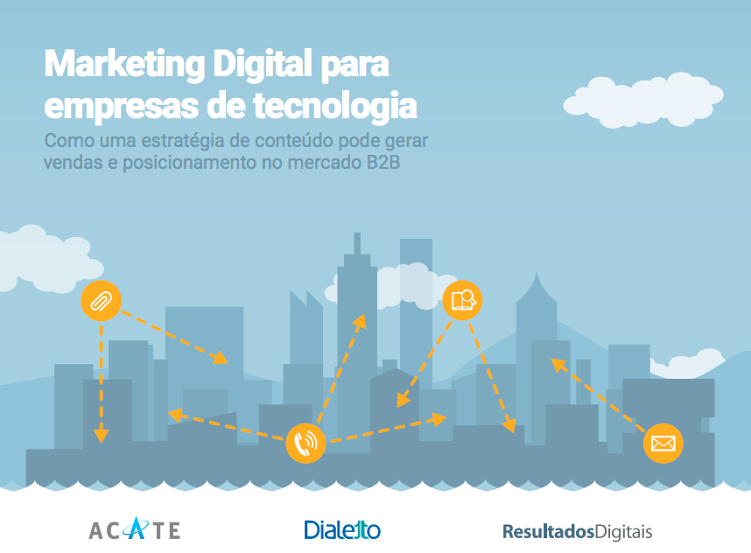 Marketing Digital para
empresas de tecnologia
Como uma estratégia de conteúdo pode gerar
vendas e posicionamento no mercado B2B
ACATE
Dialetto
ResultadosDigitais